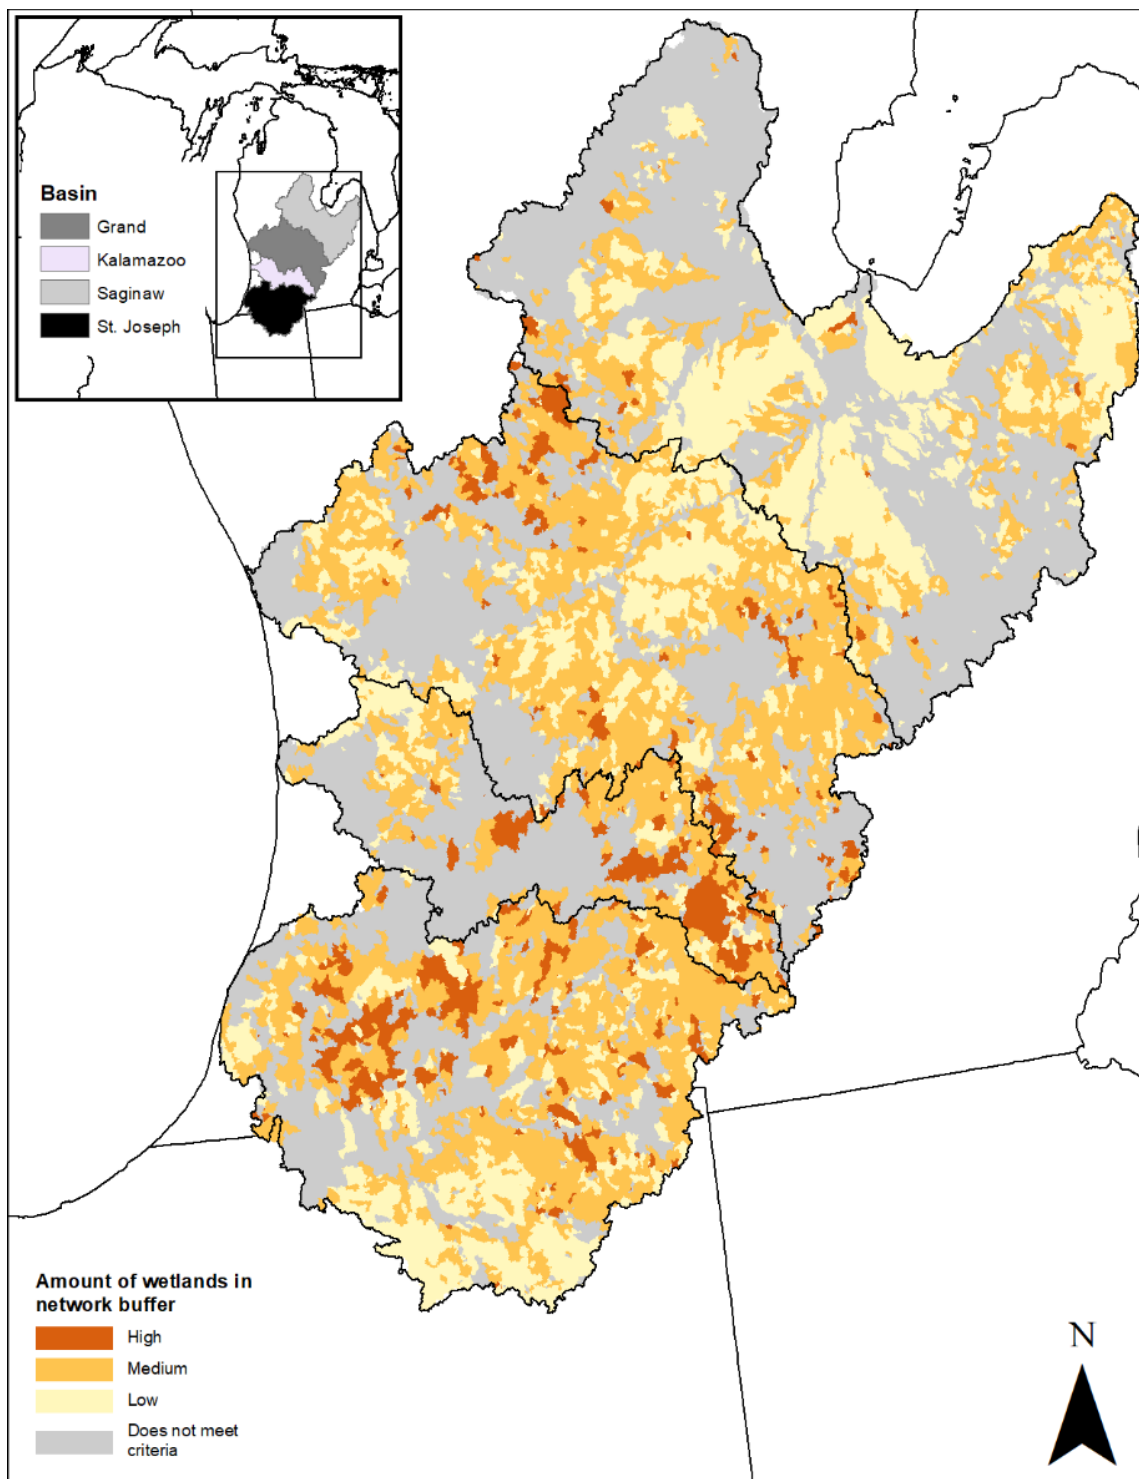 Basin
Grand
Kalamazoo
Saginaw
St. Joseph
Amount of wetlands in
network buffer
High
Medium
Low
Does not meet
criteria
N